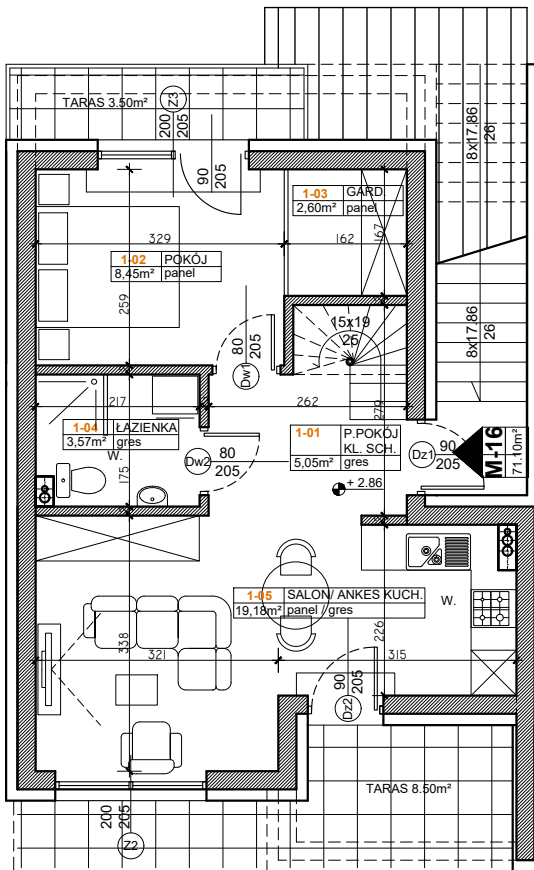 TARAS 3.50m²
Z3
200
205
90
205
8x17.86
26
1-03 GARD.
2,60m² panel
329
162
167
1-02 POKÓJ
8,45m² panel
259
15x19
25
8x17.86
26
80
205
Dw1
217
262
279
1-04 ŁAZIENKA
3,57m² gres
W.
175
80
205
Dw2
1-01 P.POKÓJ
KL. SCH.
5,05m² gres
+ 2.86
Dz1
90
205
M-16
71.10m²
1-05 SALON/ ANKES KUCH.
19,18m² panel / gres
W.
338
321
226
315
90
205
Dz2
TARAS 8.50m²
200
205
Z2